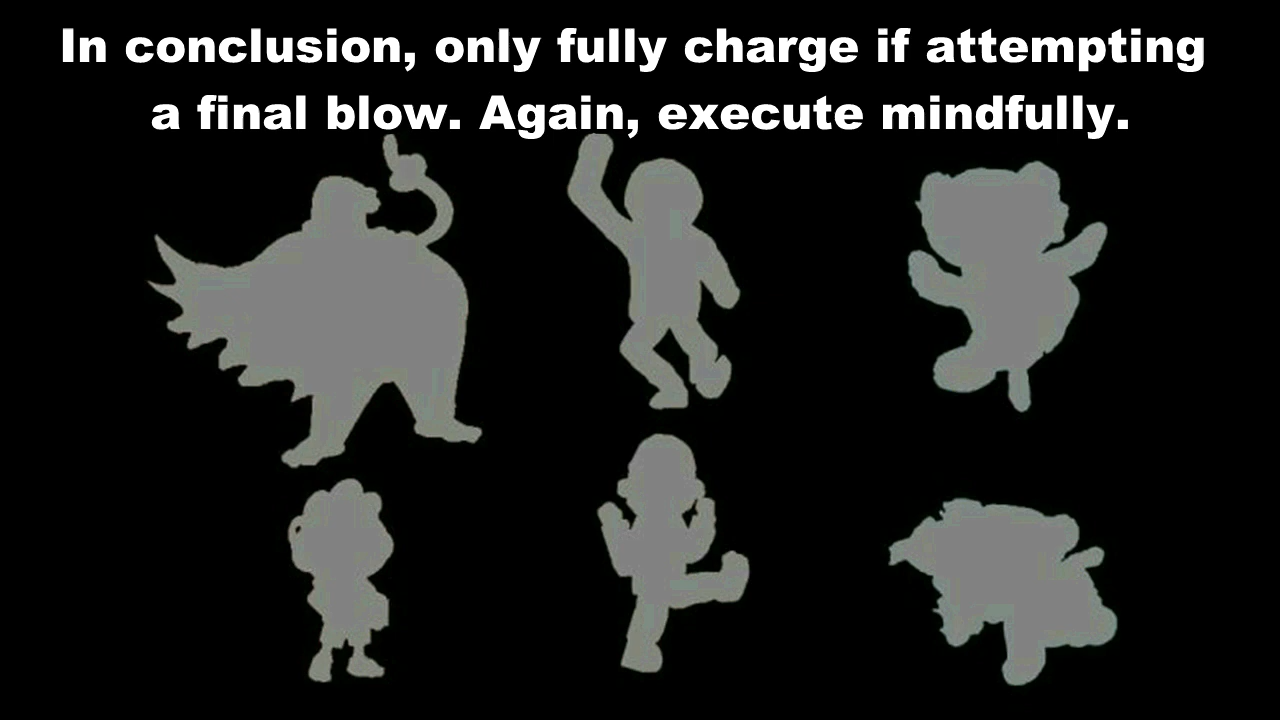 In conclusion, only fully charge if attempting
a final blow. Again, execute mindfully.